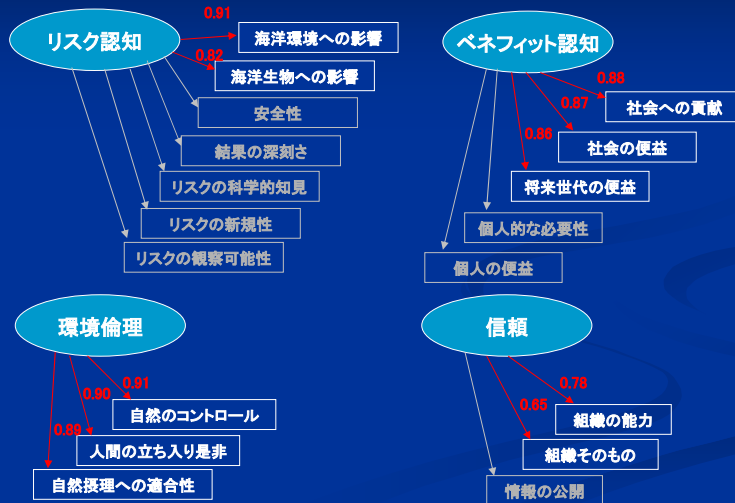 リスク認知
0.91
海洋環境への影響
0.82
海洋生物への影響
安全性
結果の深刻さ
リスクの科学的知見
リスクの新規性
リスクの観察可能性
ベネフィット認知
0.88
社会への貢献
0.87
社会の便益
0.86
将来世代の便益
個人的な必要性
個人の便益
環境倫理
0.91
自然のコントロール
0.90
人間の立ち入り是非
0.89
自然摂理への適合性
信頼
0.78
組織の能力
0.65
組織そのもの
情報の公開